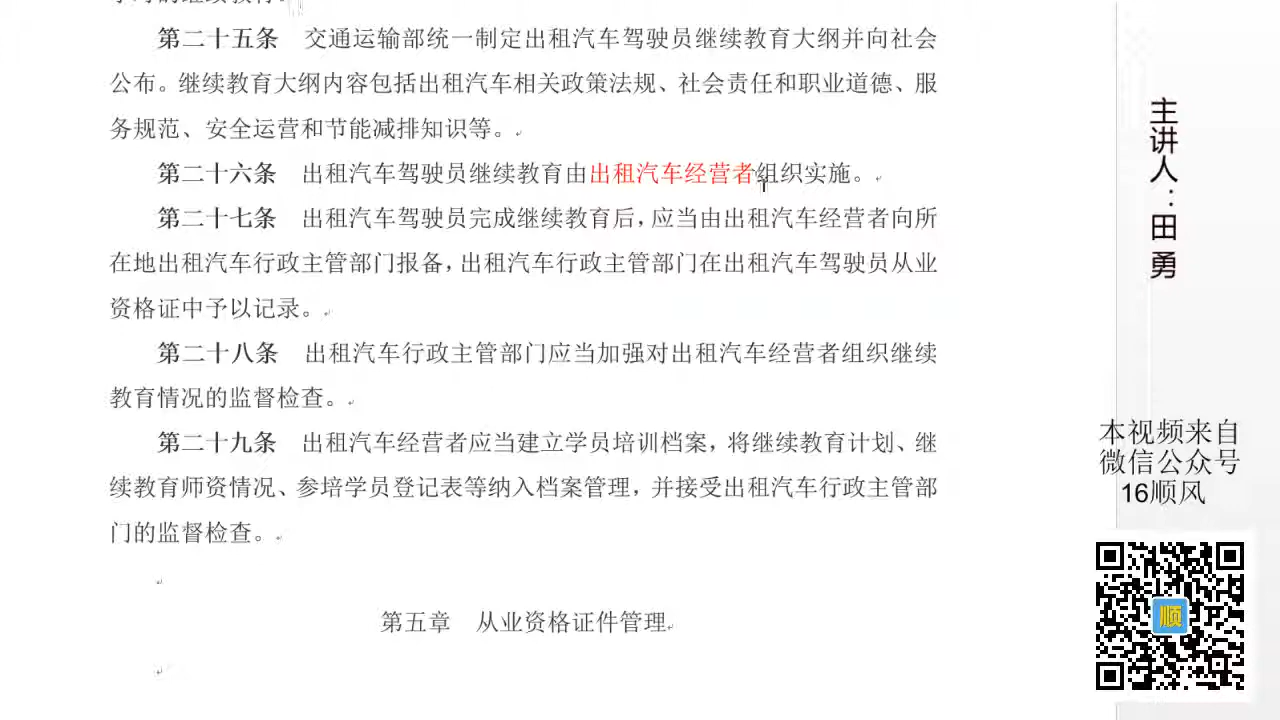 第二十五条 交通运输部统一制定出租汽车驾驶员继续教育大纲并向社会
公布。继续教育大纲内容包括出租汽车相关政策法规、社会责任和职业道德、服
务规范、安全运营和节能减排知识等。
第二十六条 出租汽车驾驶员继续教育由出租汽车经营者组织实施。
第二十七条 出租汽车驾驶员完成继续教育后,应当由出租汽车经营者向所
在地出租汽车行政主管部门报备,出租汽车行政主管部门在出租汽车驾驶员从业
资格证中予以记录。
第二十八条 出租汽车行政主管部门应当加强对出租汽车经营者组织继续
教育情况的监督检查。
第二十九条 出租汽车经营者应当建立学员培训档案,将继续教育计划、继
续教育师资情况、参培学员登记表等纳入档案管理,并接受出租汽车行政主管部
门的监督检查。
第五章 从业资格证件管理
主讲人：田勇
本视频来自
微信公众号
16顺风
顺